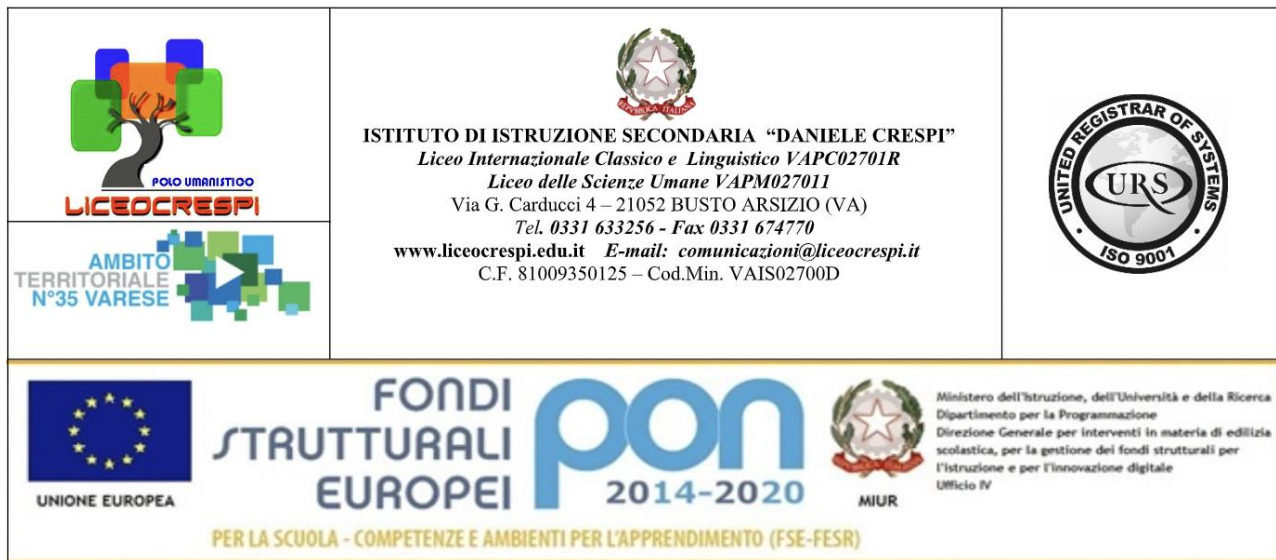 POLO UMANISTICO
LICEOCRESPI
AMBITO
TERRITORIALE
N°35 VARESE
REPVBBLICA ITALIANA
ISTITUTO DI ISTRUZIONE SECONDARIA “DANIELE CRESPI”
Liceo Internazionale Classico e Linguistico VAPC02701R
Liceo delle Scienze Umane VAPM027011
Via G. Carducci 4 – 21052 BUSTO ARSIZIO (VA)
Tel. 0331 633256 - Fax 0331 674770
www.liceocrespi.edu.it E-mail: comunicazioni@liceocrespi.it
C.F. 81009350125 – Cod.Min. VAIS02700D
UNITED REGISTRAR OF SYSTEMS
URS
· ISO 9001 ·
UNIONE EUROPEA
FONDI
STRUTTURALI
EUROPEI
pon
2014-2020
PER LA SCUOLA - COMPETENZE E AMBIENTI PER L'APPRENDIMENTO (FSE-FESR)
MIUR
Ministero dell'Istruzione, dell'Università e della Ricerca
Dipartimento per la Programmazione
Direzione Generale per interventi in materia di edilizia
scolastica, per la gestione dei fondi strutturali per
l'istruzione e per l'innovazione digitale
Ufficio IV